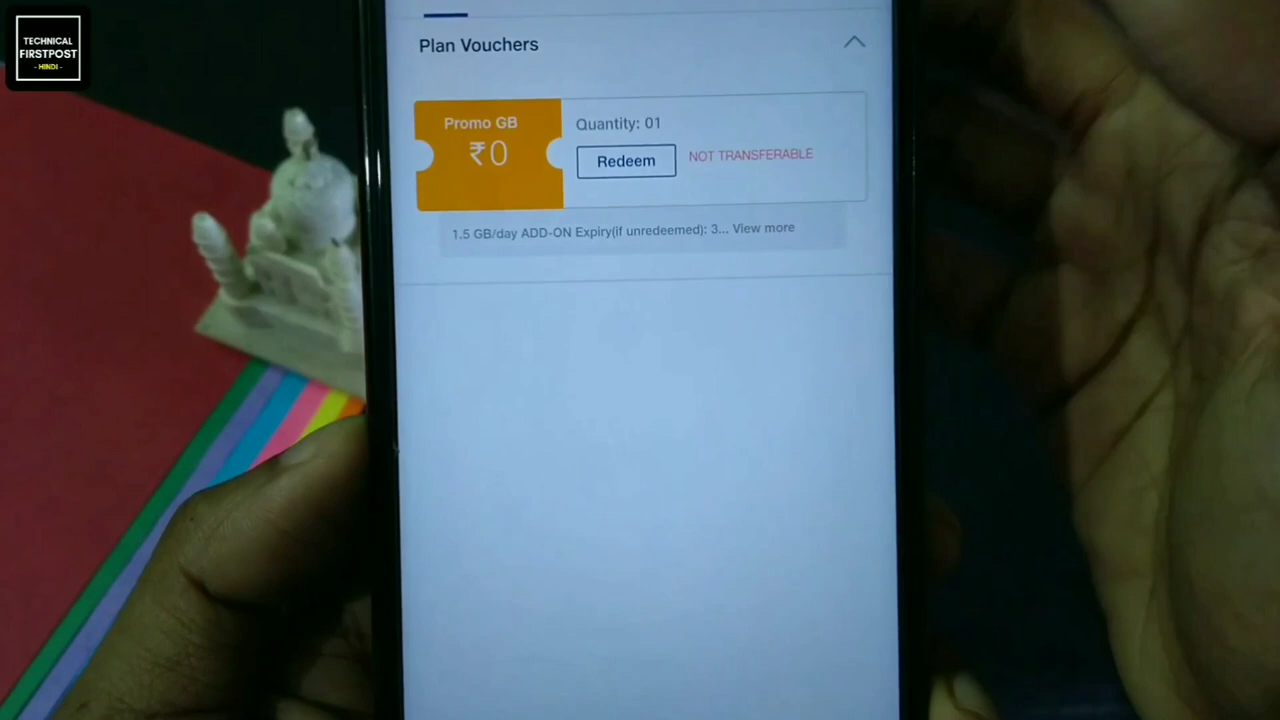 TECHNICAL
FIRSTPOST
- HINDI -
Plan Vouchers
Promo GB
₹0
Quantity: 01
Redeem
NOT TRANSFERABLE
1.5 GB/day ADD-ON Expiry(if unredeemed): 3... View more